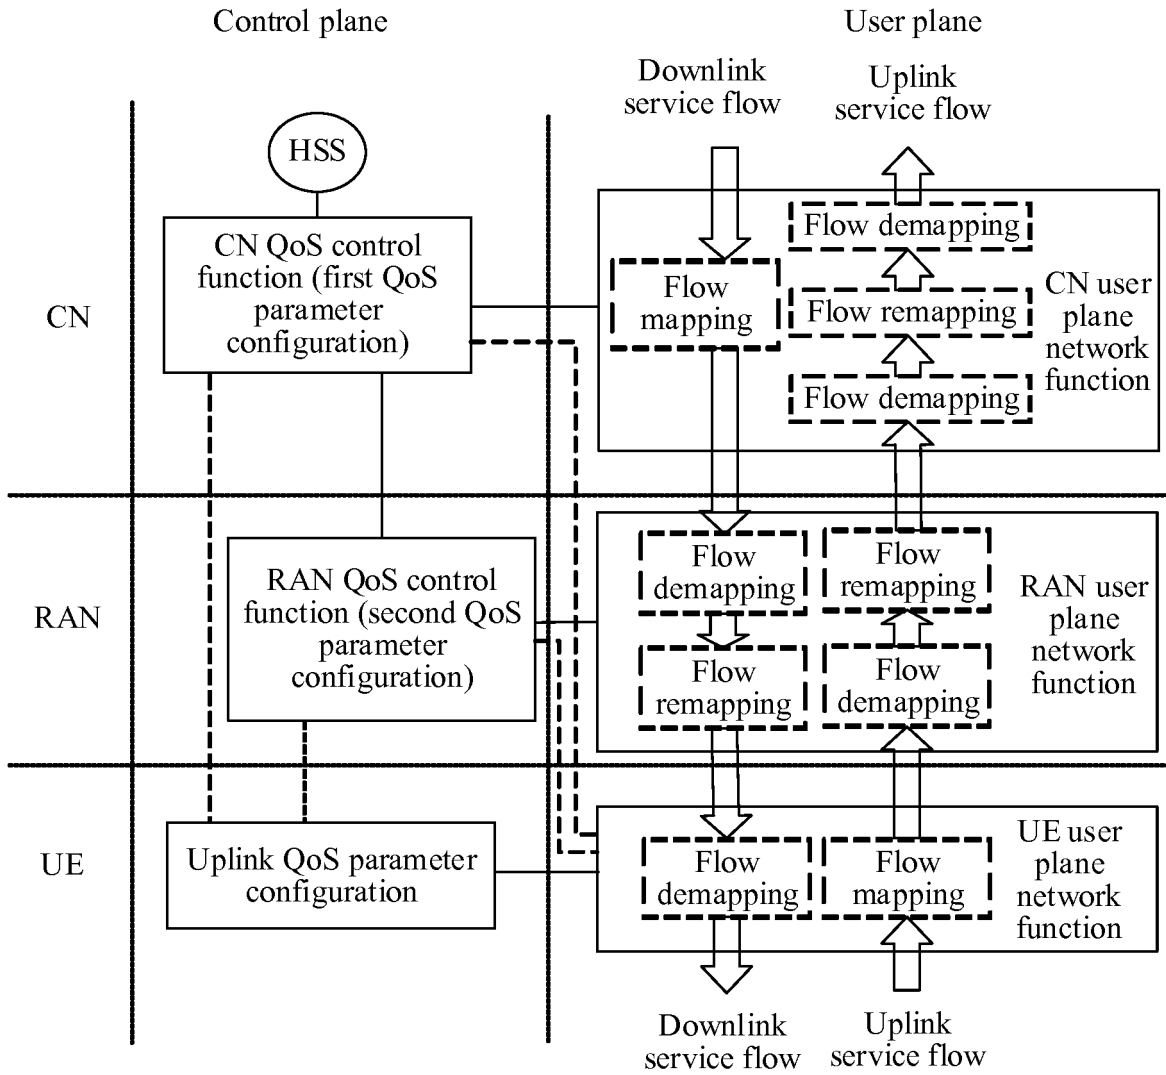 Control plane
User plane
Downlink
service flow
Uplink
service flow
HSS
CN
CN QoS control
function (first QoS
parameter
configuration)
Flow
mapping
Flow demapping
Flow remapping
Flow demapping
CN user
plane
network
function
RAN
RAN QoS control
function (second QoS
parameter
configuration)
Flow
demapping
Flow
remapping
Flow
remapping
Flow
demapping
RAN user
plane
network
function
UE
Uplink QoS parameter
configuration
Flow
demapping
Flow
mapping
UE user
plane
network
function
Downlink
service flow
Uplink
service flow